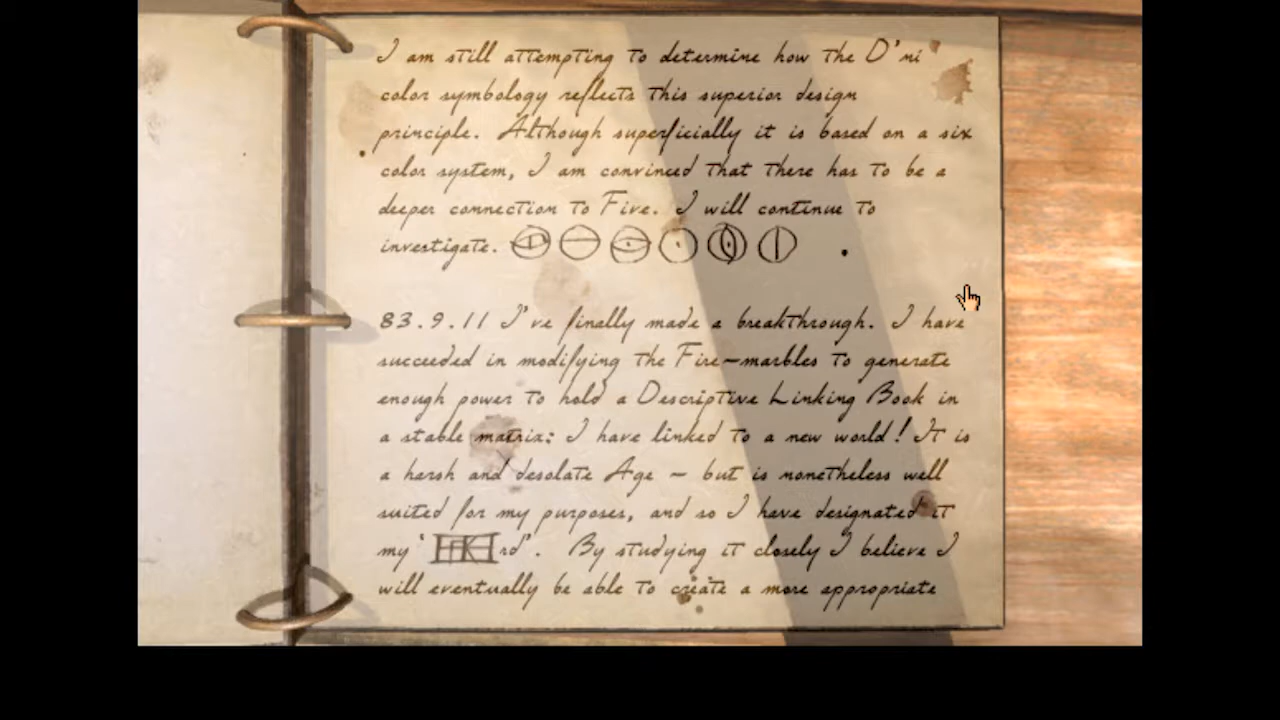 I am still attempting to determine how the D'ni
color symbology reflects this superior design
principle. Although superficially it is based on a six
color system, I am convinced that there has to be a
deeper connection to Five. I will continue to
investigate.
83.9.11 I've finally made a breakthrough. I have
succeeded in modifying the Fire-marbles to generate
enough power to hold a Descriptive Linking Book in
a stable matrix: I have linked to a new world! It is
a harsh and desolate Age - but is nonetheless well
suited for my purposes, and so I have designated it
my ' rd'. By studying it closely I believe I
will eventually be able to create a more appropriate